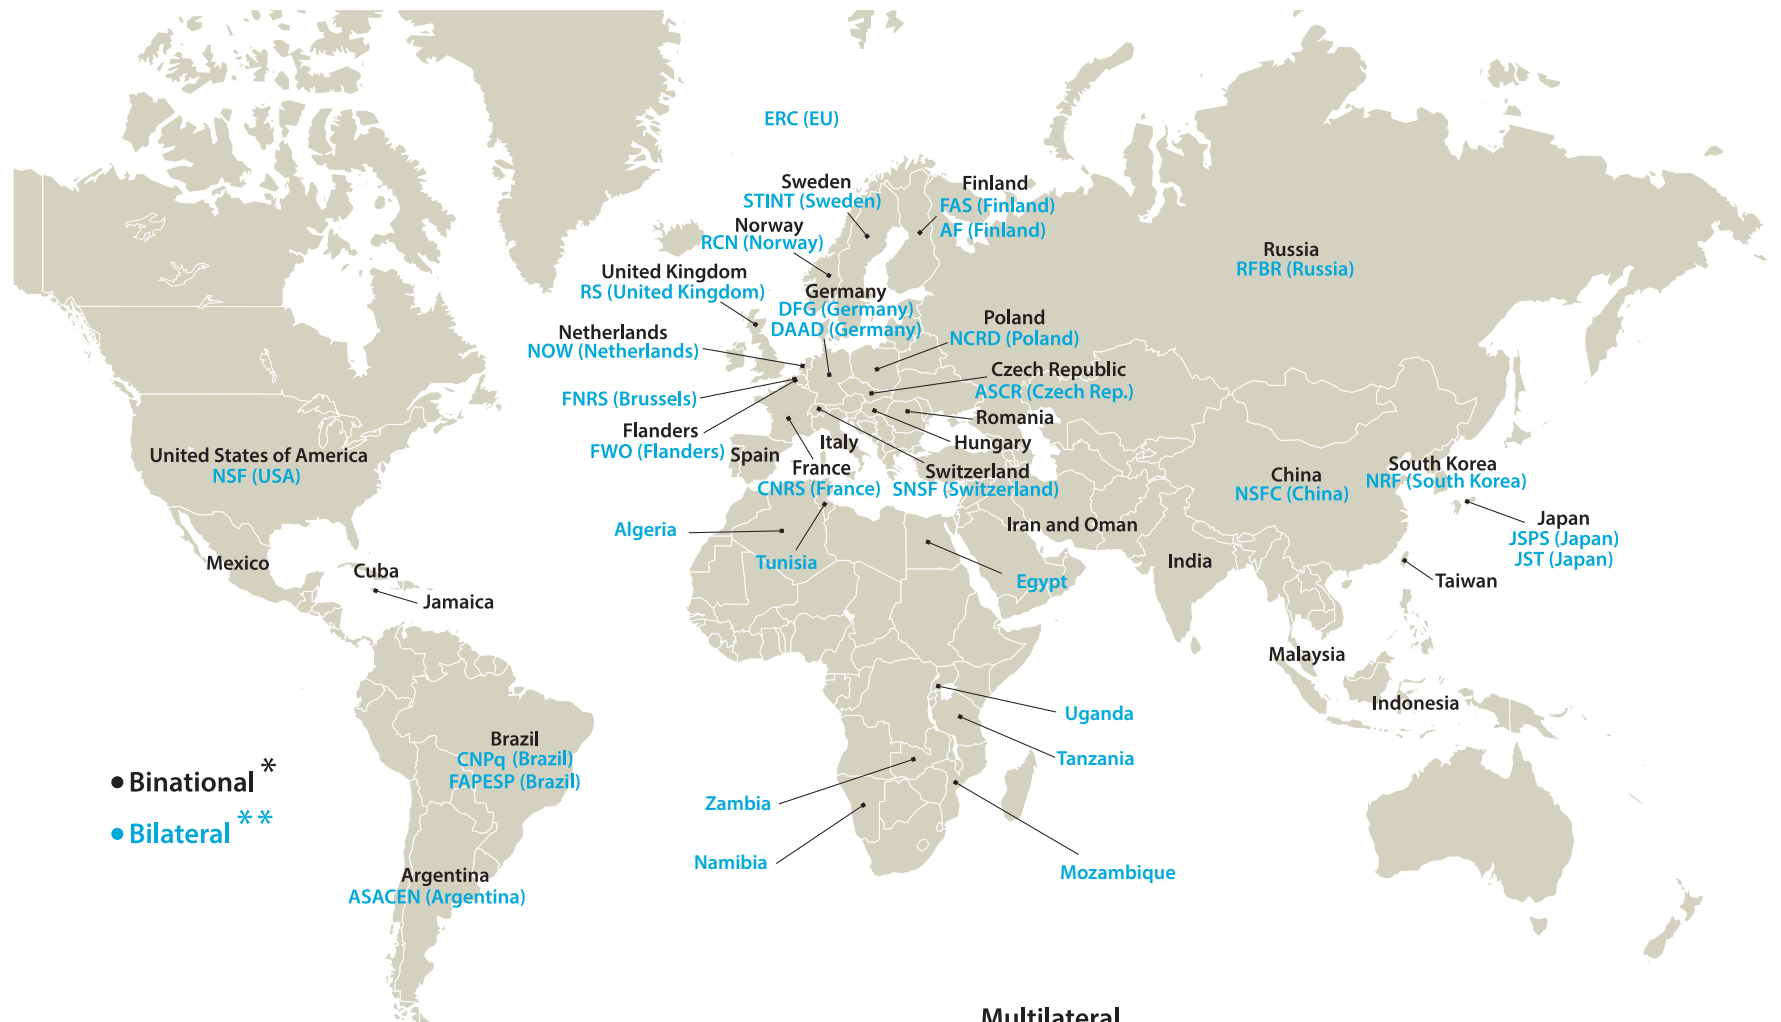 ERC (EU)
Sweden
STINT (Sweden)
Finland
FAS (Finland)
AF (Finland)
Norway
RCN (Norway)
Russia
RFBR (Russia)
United Kingdom
RS (United Kingdom)
Germany
DFG (Germany)
DAAD (Germany)
Netherlands
NOW (Netherlands)
Poland
NCRD (Poland)
Czech Republic
ASCR (Czech Rep.)
FNRS (Brussels)
Romania
Flanders
FWO (Flanders)
Italy
Hungary
Spain
France
CNRS (France)
Switzerland
SNSF (Switzerland)
United States of America
NSF (USA)
China
NSFC (China)
South Korea
NRF (South Korea)
Japan
JSPS (Japan)
JST (Japan)
Algeria
Iran and Oman
Tunisia
Mexico
Cuba
Jamaica
Egypt
India
Taiwan
Malaysia
Indonesia
Uganda
Brazil
CNPq (Brazil)
FAPESP (Brazil)
Tanzania
• Binational *
• Bilateral **
Zambia
Namibia
Mozambique
Argentina
ASACEN (Argentina)
Multilateral